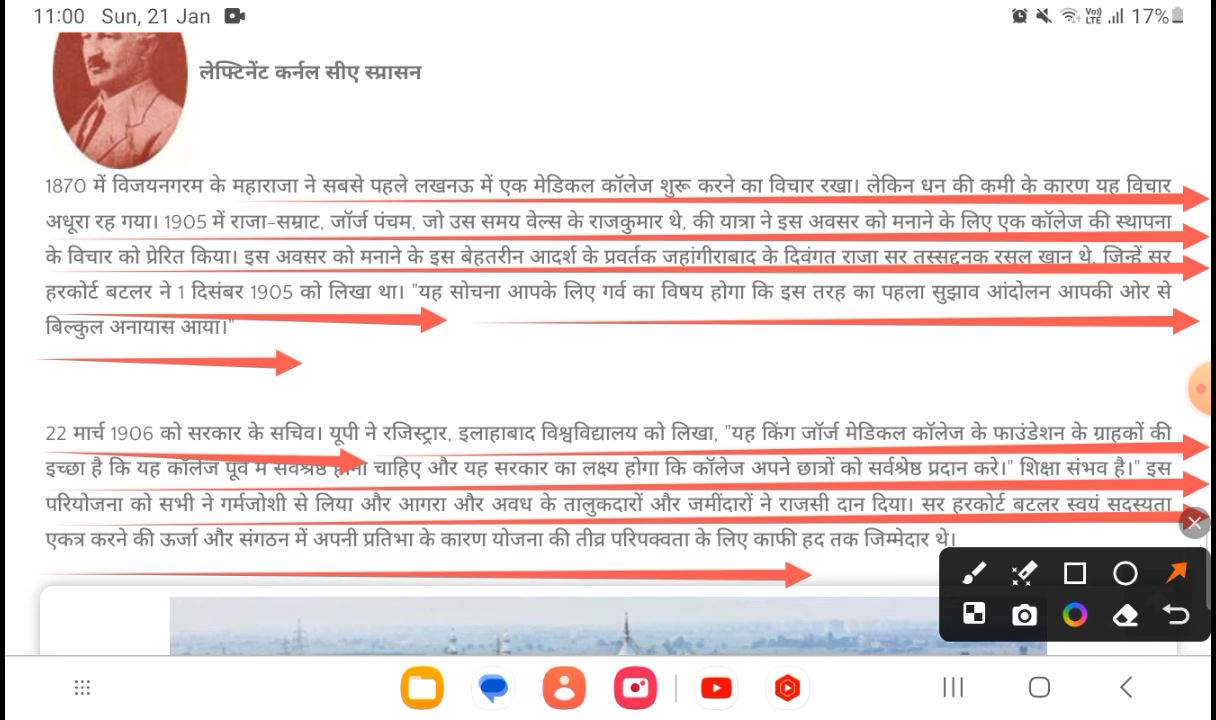 11:00 Sun, 21 Jan
Vo))
LTE
17%
लेफ्टिनेंट कर्नल सीए स्प्रासन
1870 में विजयनगरम के महाराजा ने सबसे पहले लखनऊ में एक मेडिकल कॉलेज शुरू करने का विचार रखा। लेकिन धन की कमी के कारण यह विचार
अधूरा रह गया। 1905 में राजा-सम्राट, जॉर्ज पंचम, जो उस समय वेल्स के राजकुमार थे, की यात्रा ने इस अवसर को मनाने के लिए एक कॉलेज की स्थापना
के विचार को प्रेरित किया। इस अवसर को मनाने के इस बेहतरीन आदर्श के प्रवर्तक जहांगीराबाद के दिवंगत राजा सर तस्सद्दनक रसूल खान थे, जिन्हें सर
हरकोर्ट बटलर ने 1 दिसंबर 1905 को लिखा था। "यह सोचना आपके लिए गर्व का विषय होगा कि इस तरह का पहला सुझाव आंदोलन आपकी ओर से
बिल्कुल अनायास आया।"
22 मार्च 1906 को सरकार के सचिव। यूपी ने रजिस्ट्रार, इलाहाबाद विश्वविद्यालय को लिखा, "यह किंग जॉर्ज मेडिकल कॉलेज के फाउंडेशन के ग्राहकों की
इच्छा है कि यह कॉलेज पूर्व में सर्वश्रेष्ठ होना चाहिए और यह सरकार का लक्ष्य होगा कि कॉलेज अपने छात्रों को सर्वश्रेष्ठ प्रदान करे।" शिक्षा संभव है।" इस
परियोजना को सभी ने गर्मजोशी से लिया और आगरा और अवध के तालुकदारों और जमींदारों ने राजसी दान दिया। सर हरकोर्ट बटलर स्वयं सदस्यता
एकत्र करने की ऊर्जा और संगठन में अपनी प्रतिभा के कारण योजना की तीव्र परिपक्वता के लिए काफी हद तक जिम्मेदार थे।